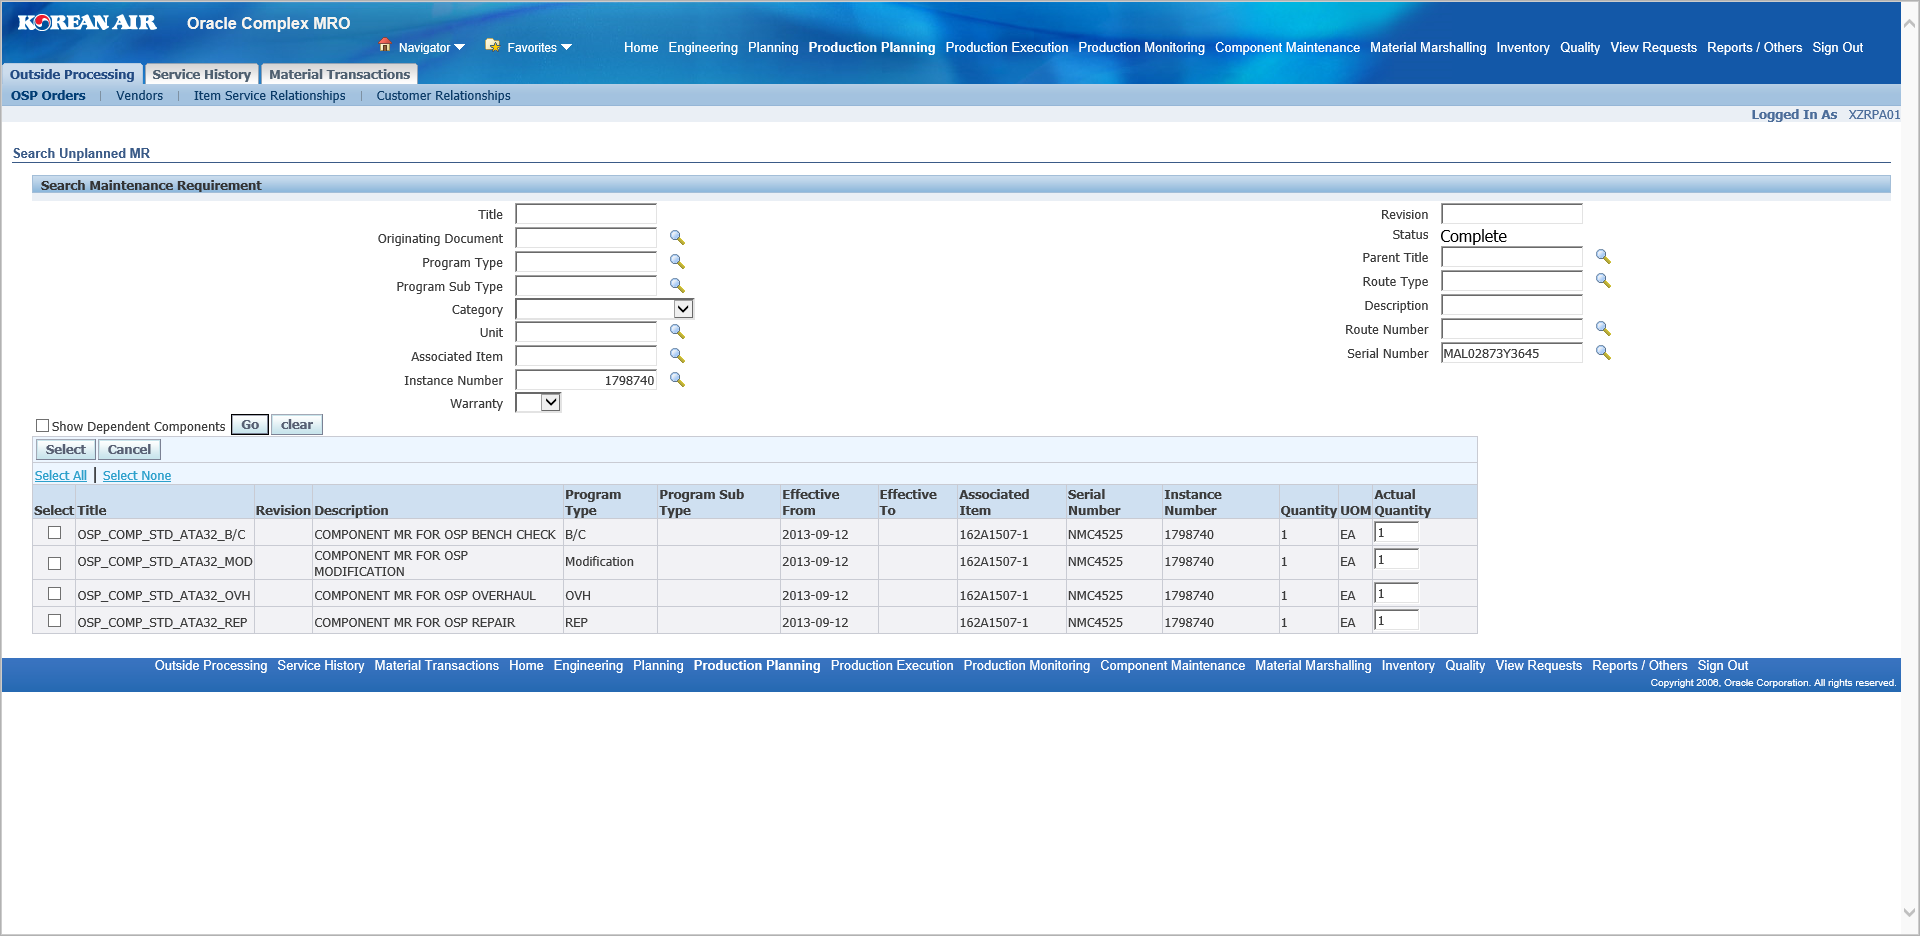 KOREAN AIR Oracle Complex MRO
Navigator Favorites Home Engineering Planning Production Planning Production Execution Production Monitoring Component Maintenance Material Marshalling Inventory Quality View Requests Reports / Others Sign Out
Outside Processing Service History Material Transactions
OSP Orders | Vendors | Item Service Relationships | Customer Relationships
Logged In As XZRPA01
Search Unplanned MR
Search Maintenance Requirement
Title Revision
Originating Document Status Complete
Program Type Parent Title
Program Sub Type Route Type
Category Description
Unit Route Number
Associated Item Serial Number MAL02873Y3645
Instance Number 1798740
Warranty
Show Dependent Components Go clear
Select Cancel
Select All | Select None
Select Title Revision Description Program Type Program Sub Type Effective From Effective To Associated Item Serial Number Instance Number Quantity UOM Actual Quantity
OSP_COMP_STD_ATA32_B/C COMPONENT MR FOR OSP BENCH CHECK B/C 2013-09-12 162A1507-1 NMC4525 1798740 1 EA 1
OSP_COMP_STD_ATA32_MOD COMPONENT MR FOR OSP MODIFICATION Modification 2013-09-12 162A1507-1 NMC4525 1798740 1 EA 1
OSP_COMP_STD_ATA32_OVH COMPONENT MR FOR OSP OVERHAUL OVH 2013-09-12 162A1507-1 NMC4525 1798740 1 EA 1
OSP_COMP_STD_ATA32_REP COMPONENT MR FOR OSP REPAIR REP 2013-09-12 162A1507-1 NMC4525 1798740 1 EA 1
Outside Processing Service History Material Transactions Home Engineering Planning Production Planning Production Execution Production Monitoring Component Maintenance Material Marshalling Inventory Quality View Requests Reports / Others Sign Out
Copyright 2006, Oracle Corporation. All rights reserved.